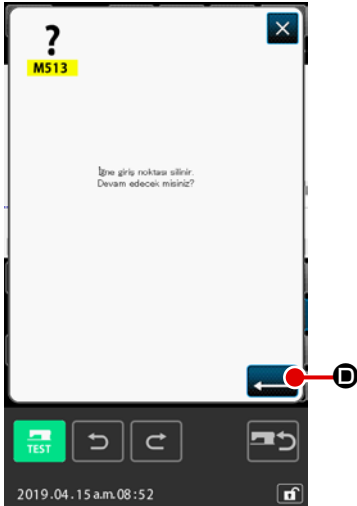 ?
M513
İğne giriş noktası silinir.
Devam edecek misiniz?
D
TEST
2019.04.15 a.m. 08:52